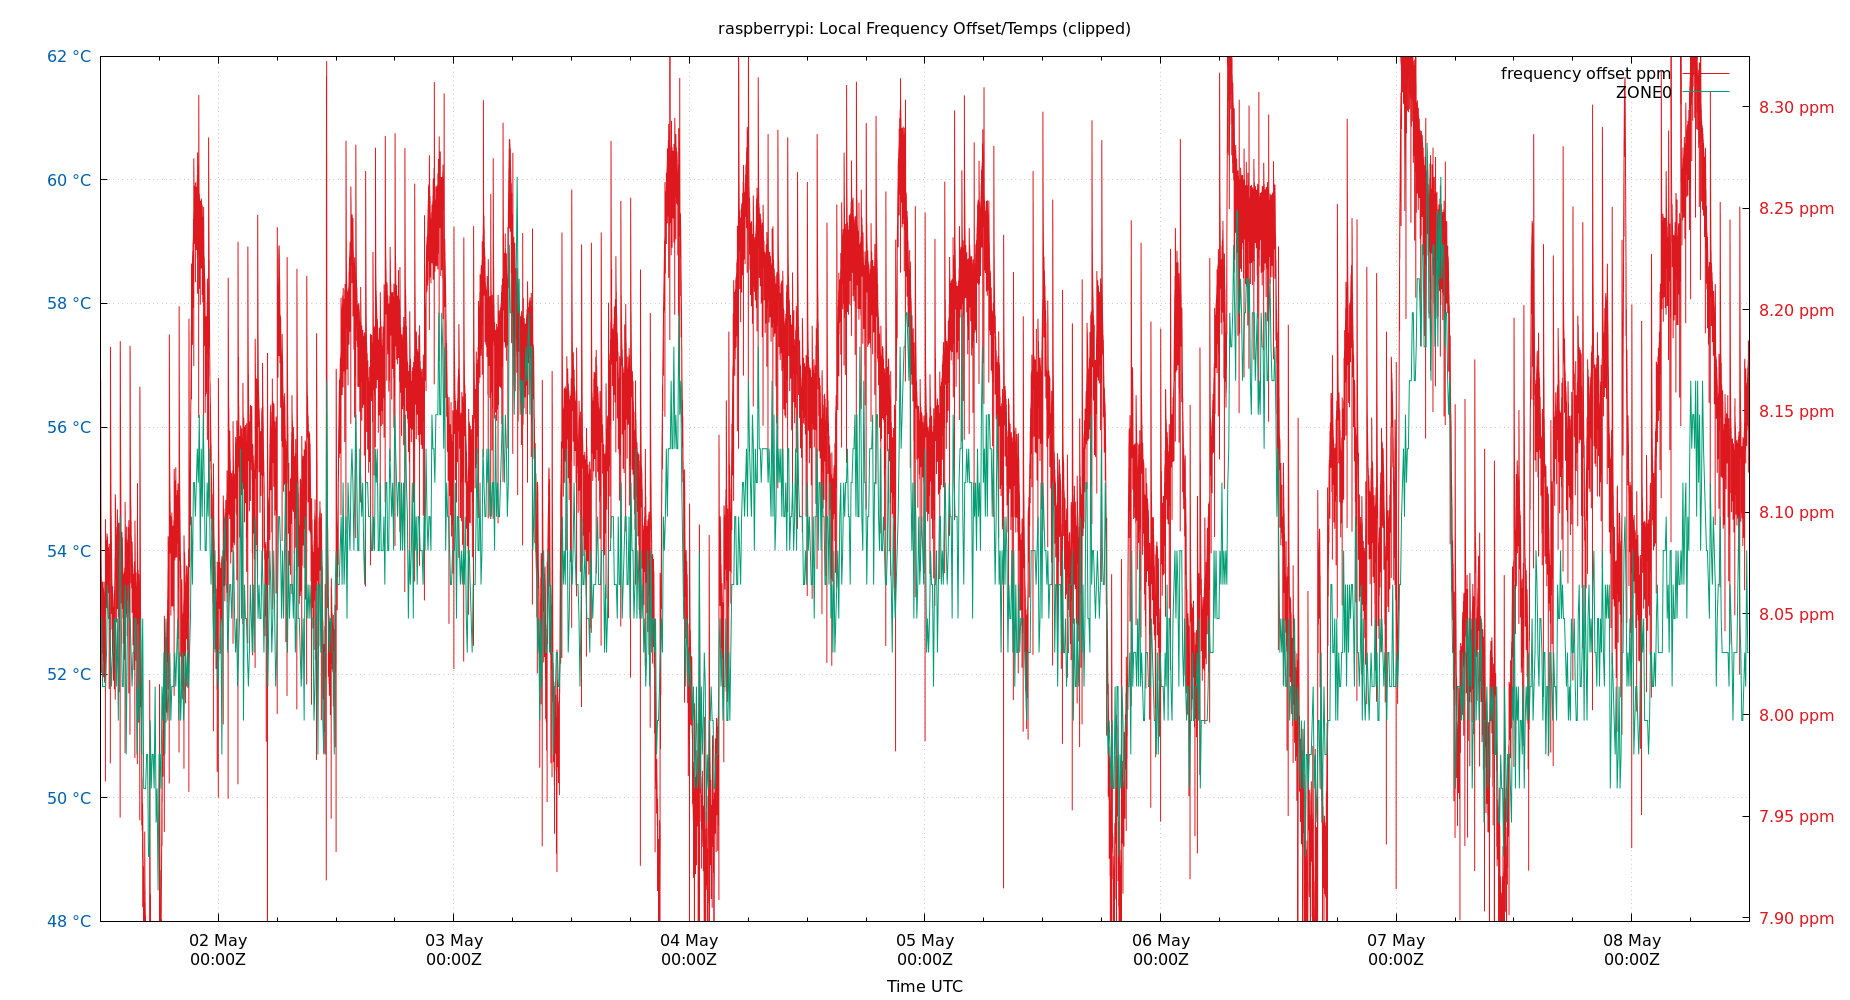 raspberrypi: Local Frequency Offset/Temps (clipped)
62 °C
60 °C
58 °C
56 °C
54 °C
52 °C
50 °C
48 °C
frequency offset ppm
ZONE0
8.30 ppm
8.25 ppm
8.20 ppm
8.15 ppm
8.10 ppm
8.05 ppm
8.00 ppm
7.95 ppm
7.90 ppm
02 May
00:00Z
03 May
00:00Z
04 May
00:00Z
05 May
00:00Z
06 May
00:00Z
07 May
00:00Z
08 May
00:00Z
Time UTC